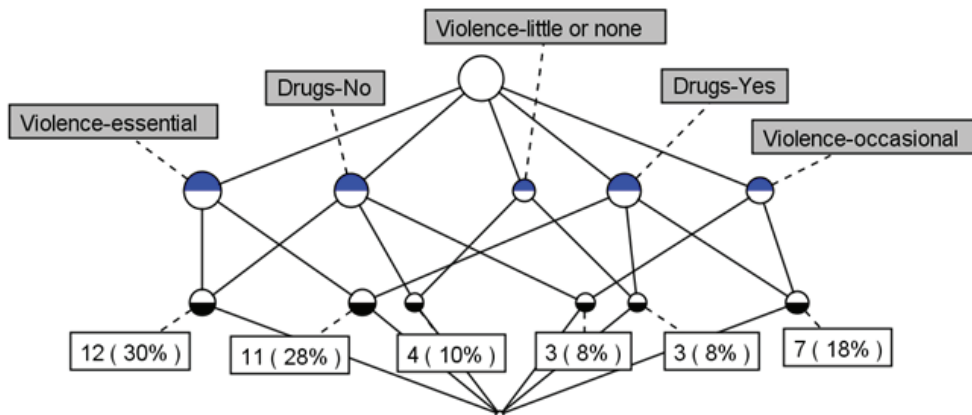 Violence-little or none
Drugs-No
Drugs-Yes
Violence-essential
Violence-occasional
12 ( 30% )
11 ( 28% )
4 ( 10% )
3 ( 8% )
3 ( 8% )
7 ( 18% )